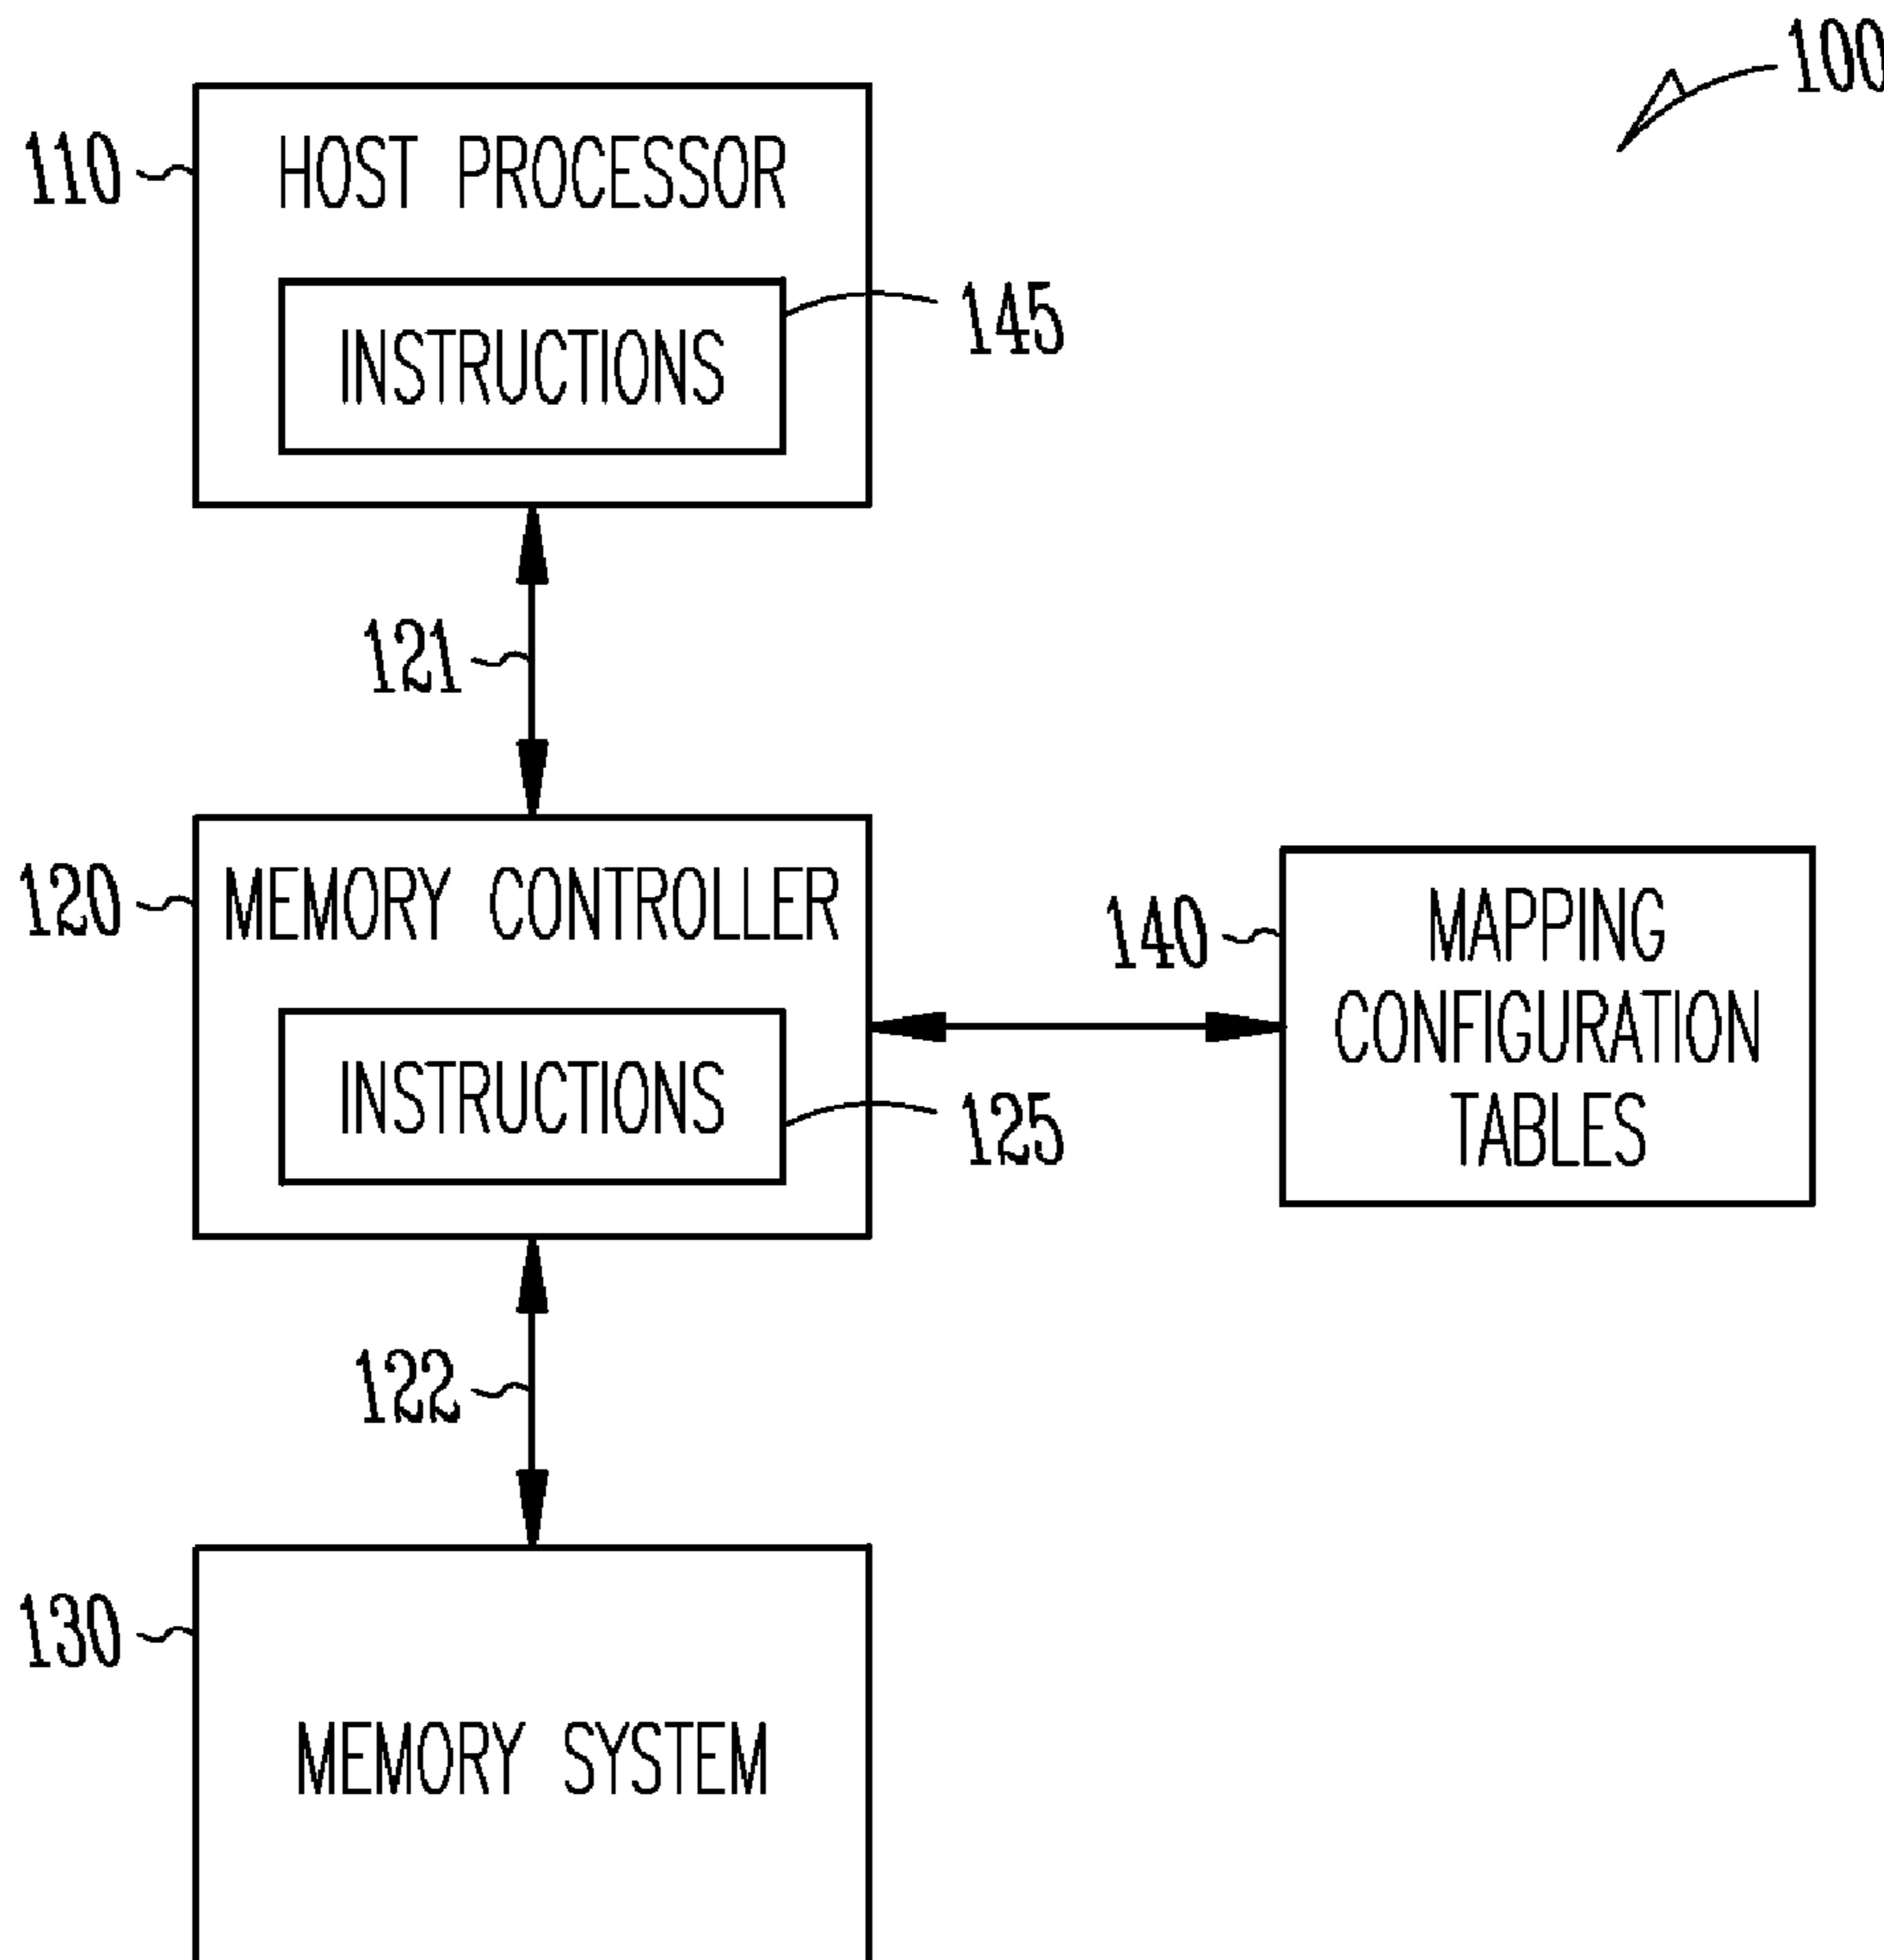 100
110
HOST PROCESSOR
INSTRUCTIONS
145
121
120
MEMORY CONTROLLER
INSTRUCTIONS
125
140
MAPPING
CONFIGURATION
TABLES
122
130
MEMORY SYSTEM